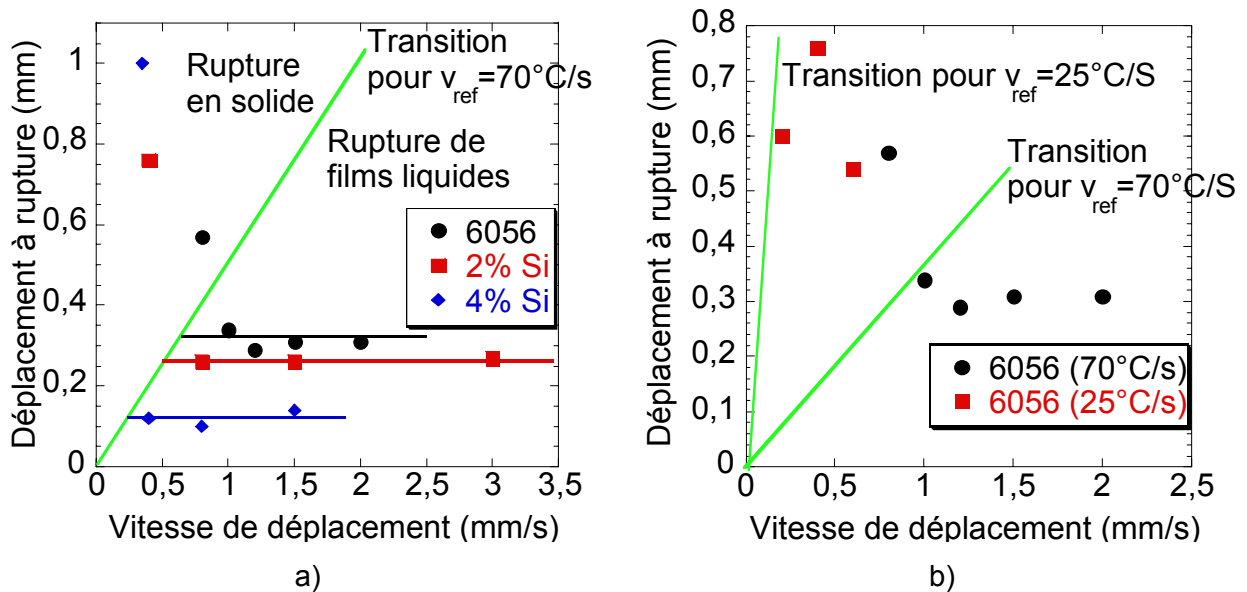 Déplacement à rupture (mm)
1
0,8
0,6
0,4
0,2
0
0
0,5
1
1,5
2
2,5
3
3,5
Vitesse de déplacement (mm/s)
Rupture
en solide
Transition
pour v_ref=70°C/s
Rupture de
films liquides
6056
2% Si
4% Si
a)
Déplacement à rupture (mm)
0,8
0,7
0,6
0,5
0,4
0,3
0,2
0,1
0
0
0,5
1
1,5
2
2,5
Vitesse de déplacement (mm/s)
Transition pour v_ref=25°C/S
Transition
pour v_ref=70°C/S
6056 (70°C/s)
6056 (25°C/s)
b)